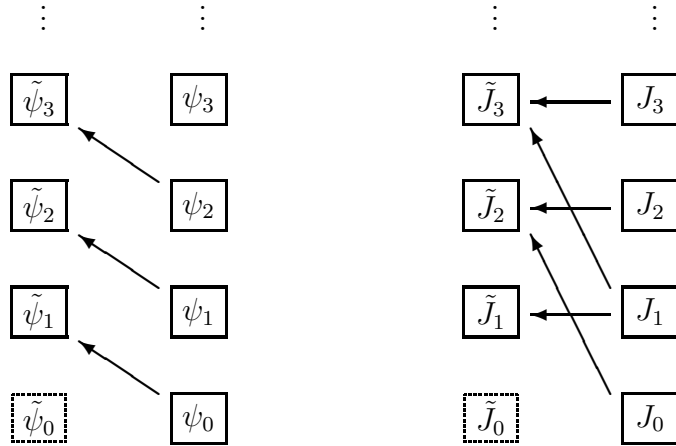 ⋮ ⋮ ⋮ ⋮
ψ̃₃ ψ₃ J̃₃ J₃
ψ̃₂ ψ₂ J̃₂ J₂
ψ̃₁ ψ₁ J̃₁ J₁
ψ̃₀ ψ₀ J̃₀ J₀